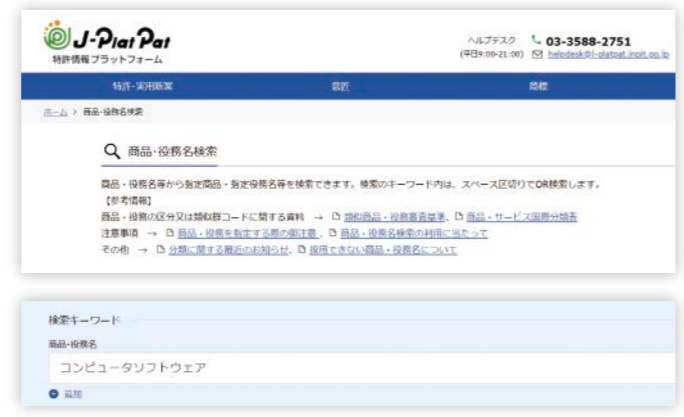 J-PlatPat
特許情報プラットフォーム
ヘルプデスク 03-3588-2751
(平日9:00-21:00) helpdesk@j-platpat.inpit.go.jp
特許・実用新案 意匠 商標
ホーム > 商品・役務名検索
商品・役務名検索
商品・役務名等から指定商品・指定役務名等を検索できます。検索のキーワード内は、スペース区切りでOR検索します。
【参考情報】
商品・役務の区分又は類似群コードに関する資料 → 類似商品・役務審査基準、商品・サービス国際分類表
注意事項 → 商品・役務を指定する際の御注意、商品・役務名検索の利用に当たって
その他 → 分類に関する最近のお知らせ、採用できない商品・役務名について
検索キーワード
商品・役務名
コンピュータソフトウェア
追加